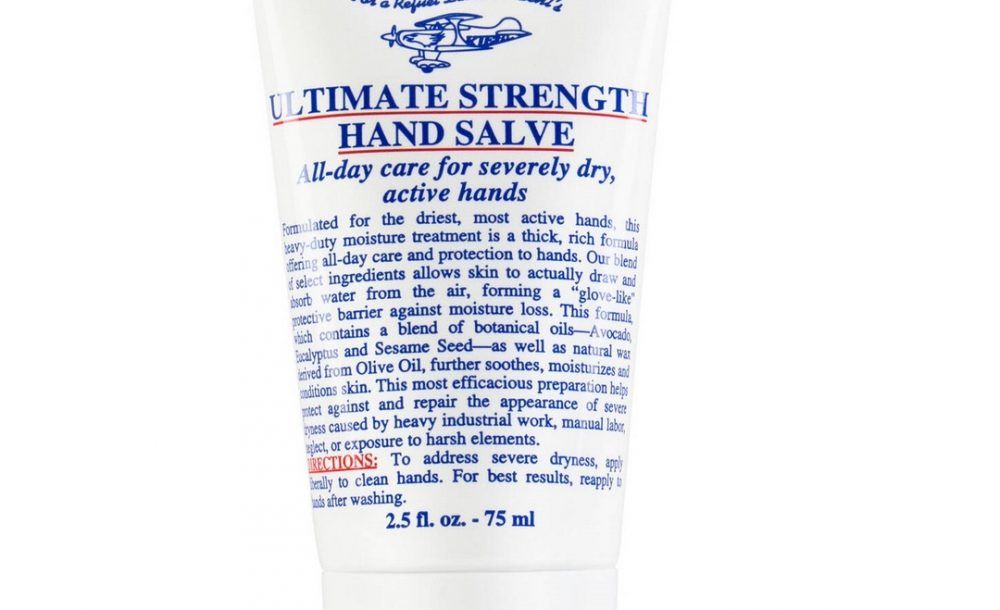 For a Refuel
ULTIMATE STRENGTH
HAND SALVE
All-day care for severely dry,
active hands
Formulated for the driest, most active hands, this
heavy-duty moisture treatment is a thick, rich formula
offering all-day care and protection to hands. Our blend
of select ingredients allows skin to actually draw and
absorb water from the air, forming a “glove-like”
protective barrier against moisture loss. This formula,
which contains a blend of botanical oils—Avocado,
Eucalyptus and Sesame Seed—as well as natural wax
derived from Olive Oil, further soothes, moisturizes and
conditions skin. This most efficacious preparation helps
protect against and repair the appearance of severe
dryness caused by heavy industrial work, manual labor,
neglect, or exposure to harsh elements.
DIRECTIONS: To address severe dryness, apply
liberally to clean hands. For best results, reapply to
hands after washing.
2.5 fl. oz. - 75 ml